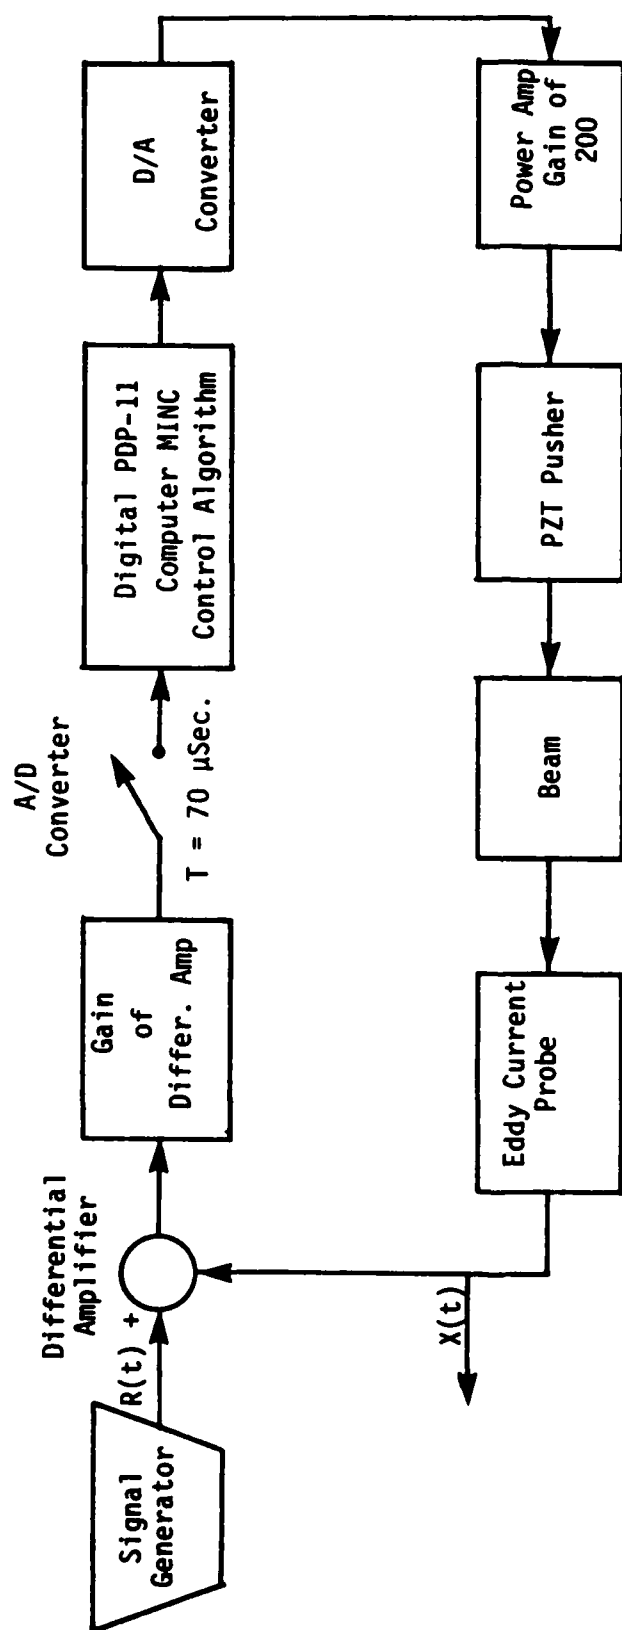 Signal
Generator
R(t) +
Differential
Amplifier
Gain
of
Differ. Amp
A/D
Converter
T = 70 μSec.
Digital PDP-11
Computer MINC
Control Algorithm
D/A
Converter
Power Amp
Gain of
200
PZT Pusher
Beam
Eddy Current
Probe
X(t)